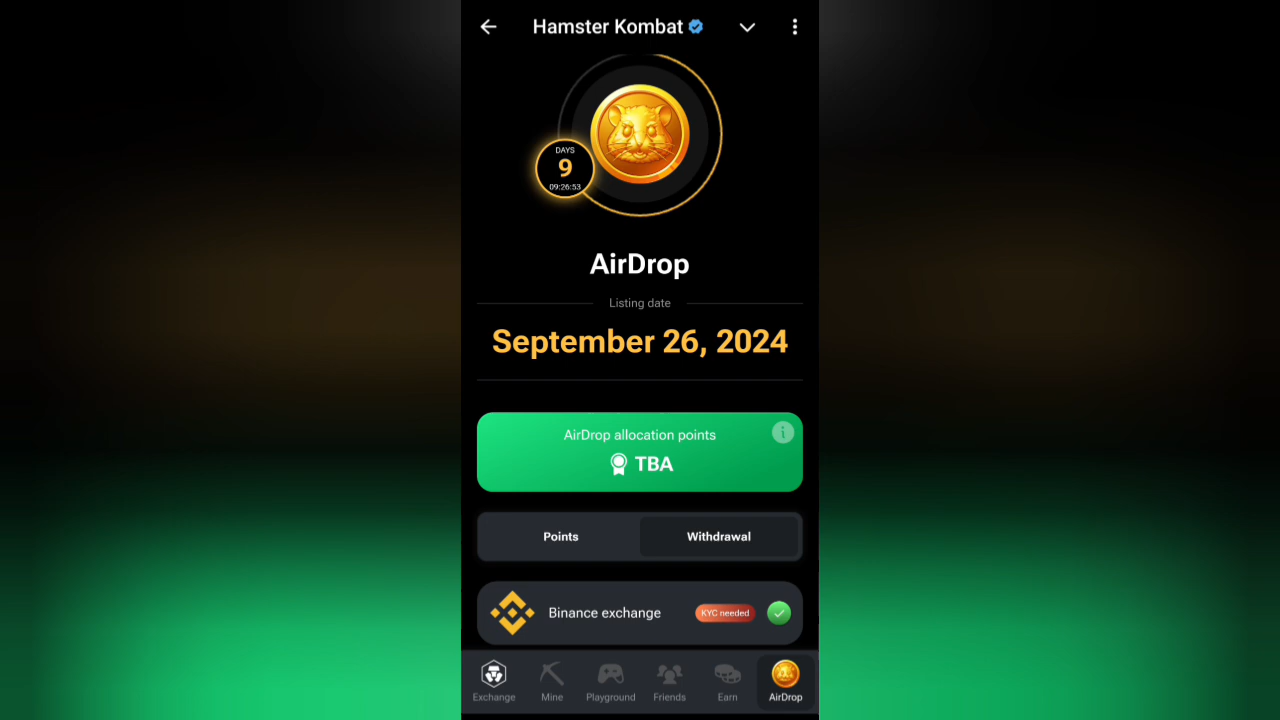 Hamster Kombat
DAYS
9
09:26:53
AirDrop
Listing date
September 26, 2024
AirDrop allocation points
TBA
Points
Withdrawal
Binance exchange
KYC needed
Exchange
Mine
Playground
Friends
Earn
AirDrop